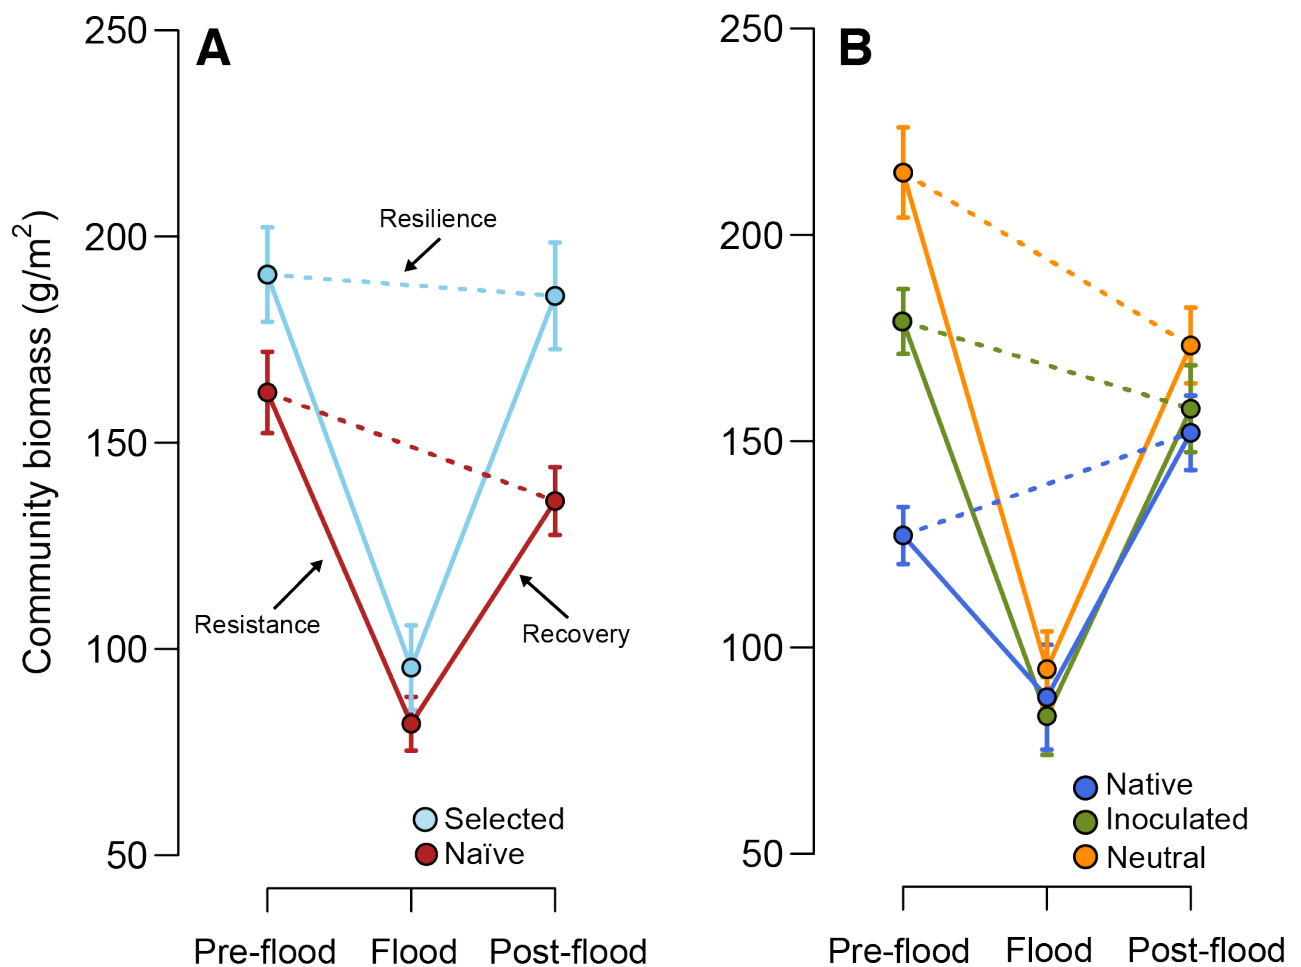 A
Community biomass (g/m²)
250
200
150
100
50
Resilience
Resistance
Recovery
Selected
Naïve
Pre-flood
Flood
Post-flood
B
250
200
150
100
50
Native
Inoculated
Neutral
Pre-flood
Flood
Post-flood